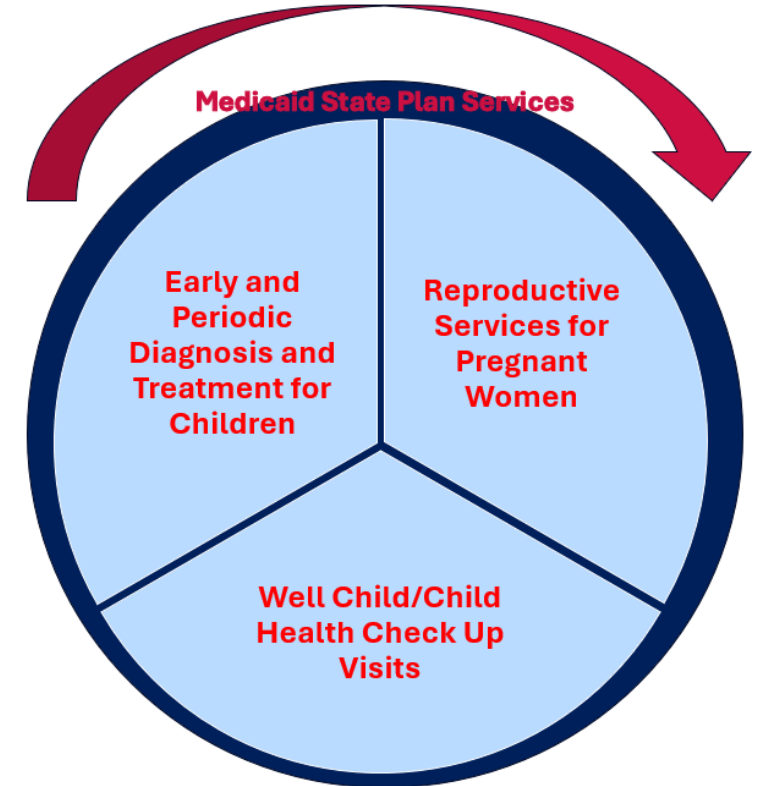 Medicaid State Plan Services
Early and
Periodic
Diagnosis and
Treatment for
Children
Reproductive
Services for
Pregnant
Women
Well Child/Child
Health Check Up
Visits